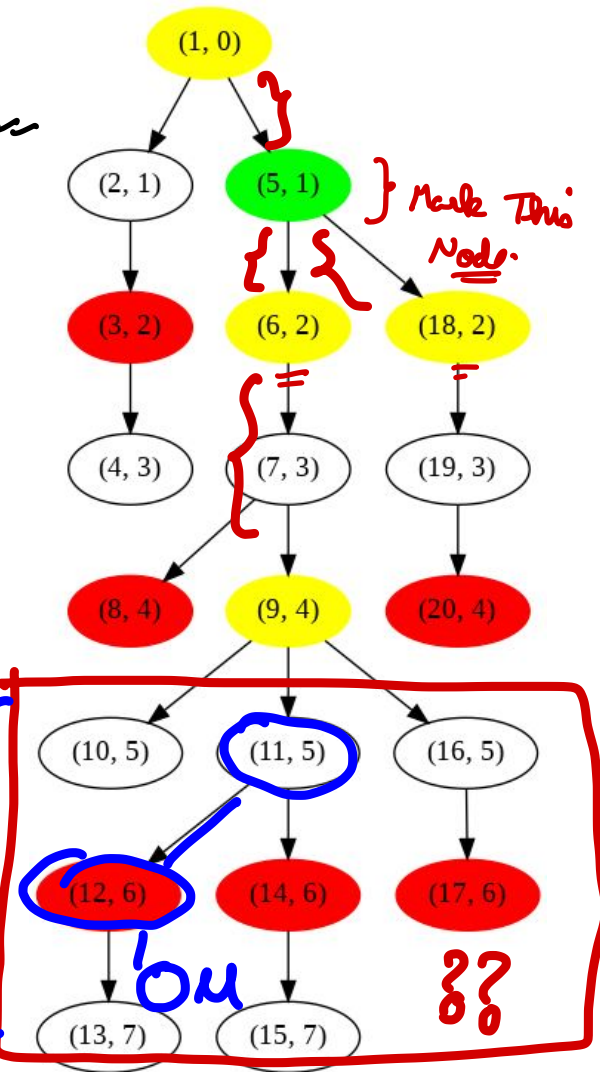 (1, 0)
(2, 1) (5, 1)
Mark This
Node.
(3, 2) (6, 2) (18, 2)
(4, 3) (7, 3) (19, 3)
(8, 4) (9, 4) (20, 4)
(10, 5) (11, 5) (16, 5)
(12, 6) (14, 6) (17, 6)
??
(13, 7) (15, 7)